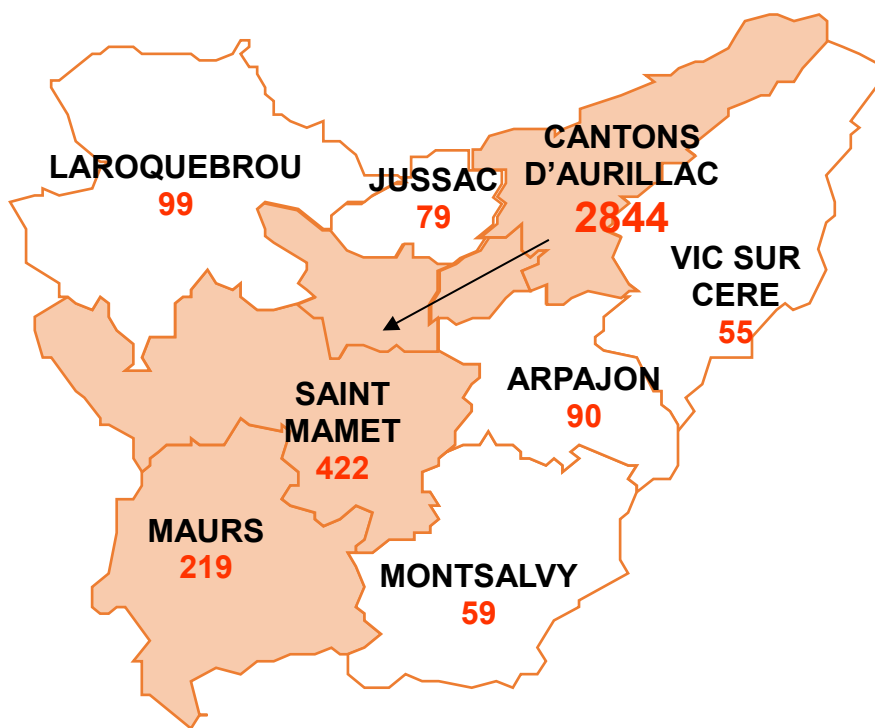 CANTONS
D’AURILLAC
2844
LAROQUEBROU
99
JUSSAC
79
VIC SUR
CERE
55
ARPAJON
90
SAINT
MAMET
422
MAURS
219
MONTSALVY
59